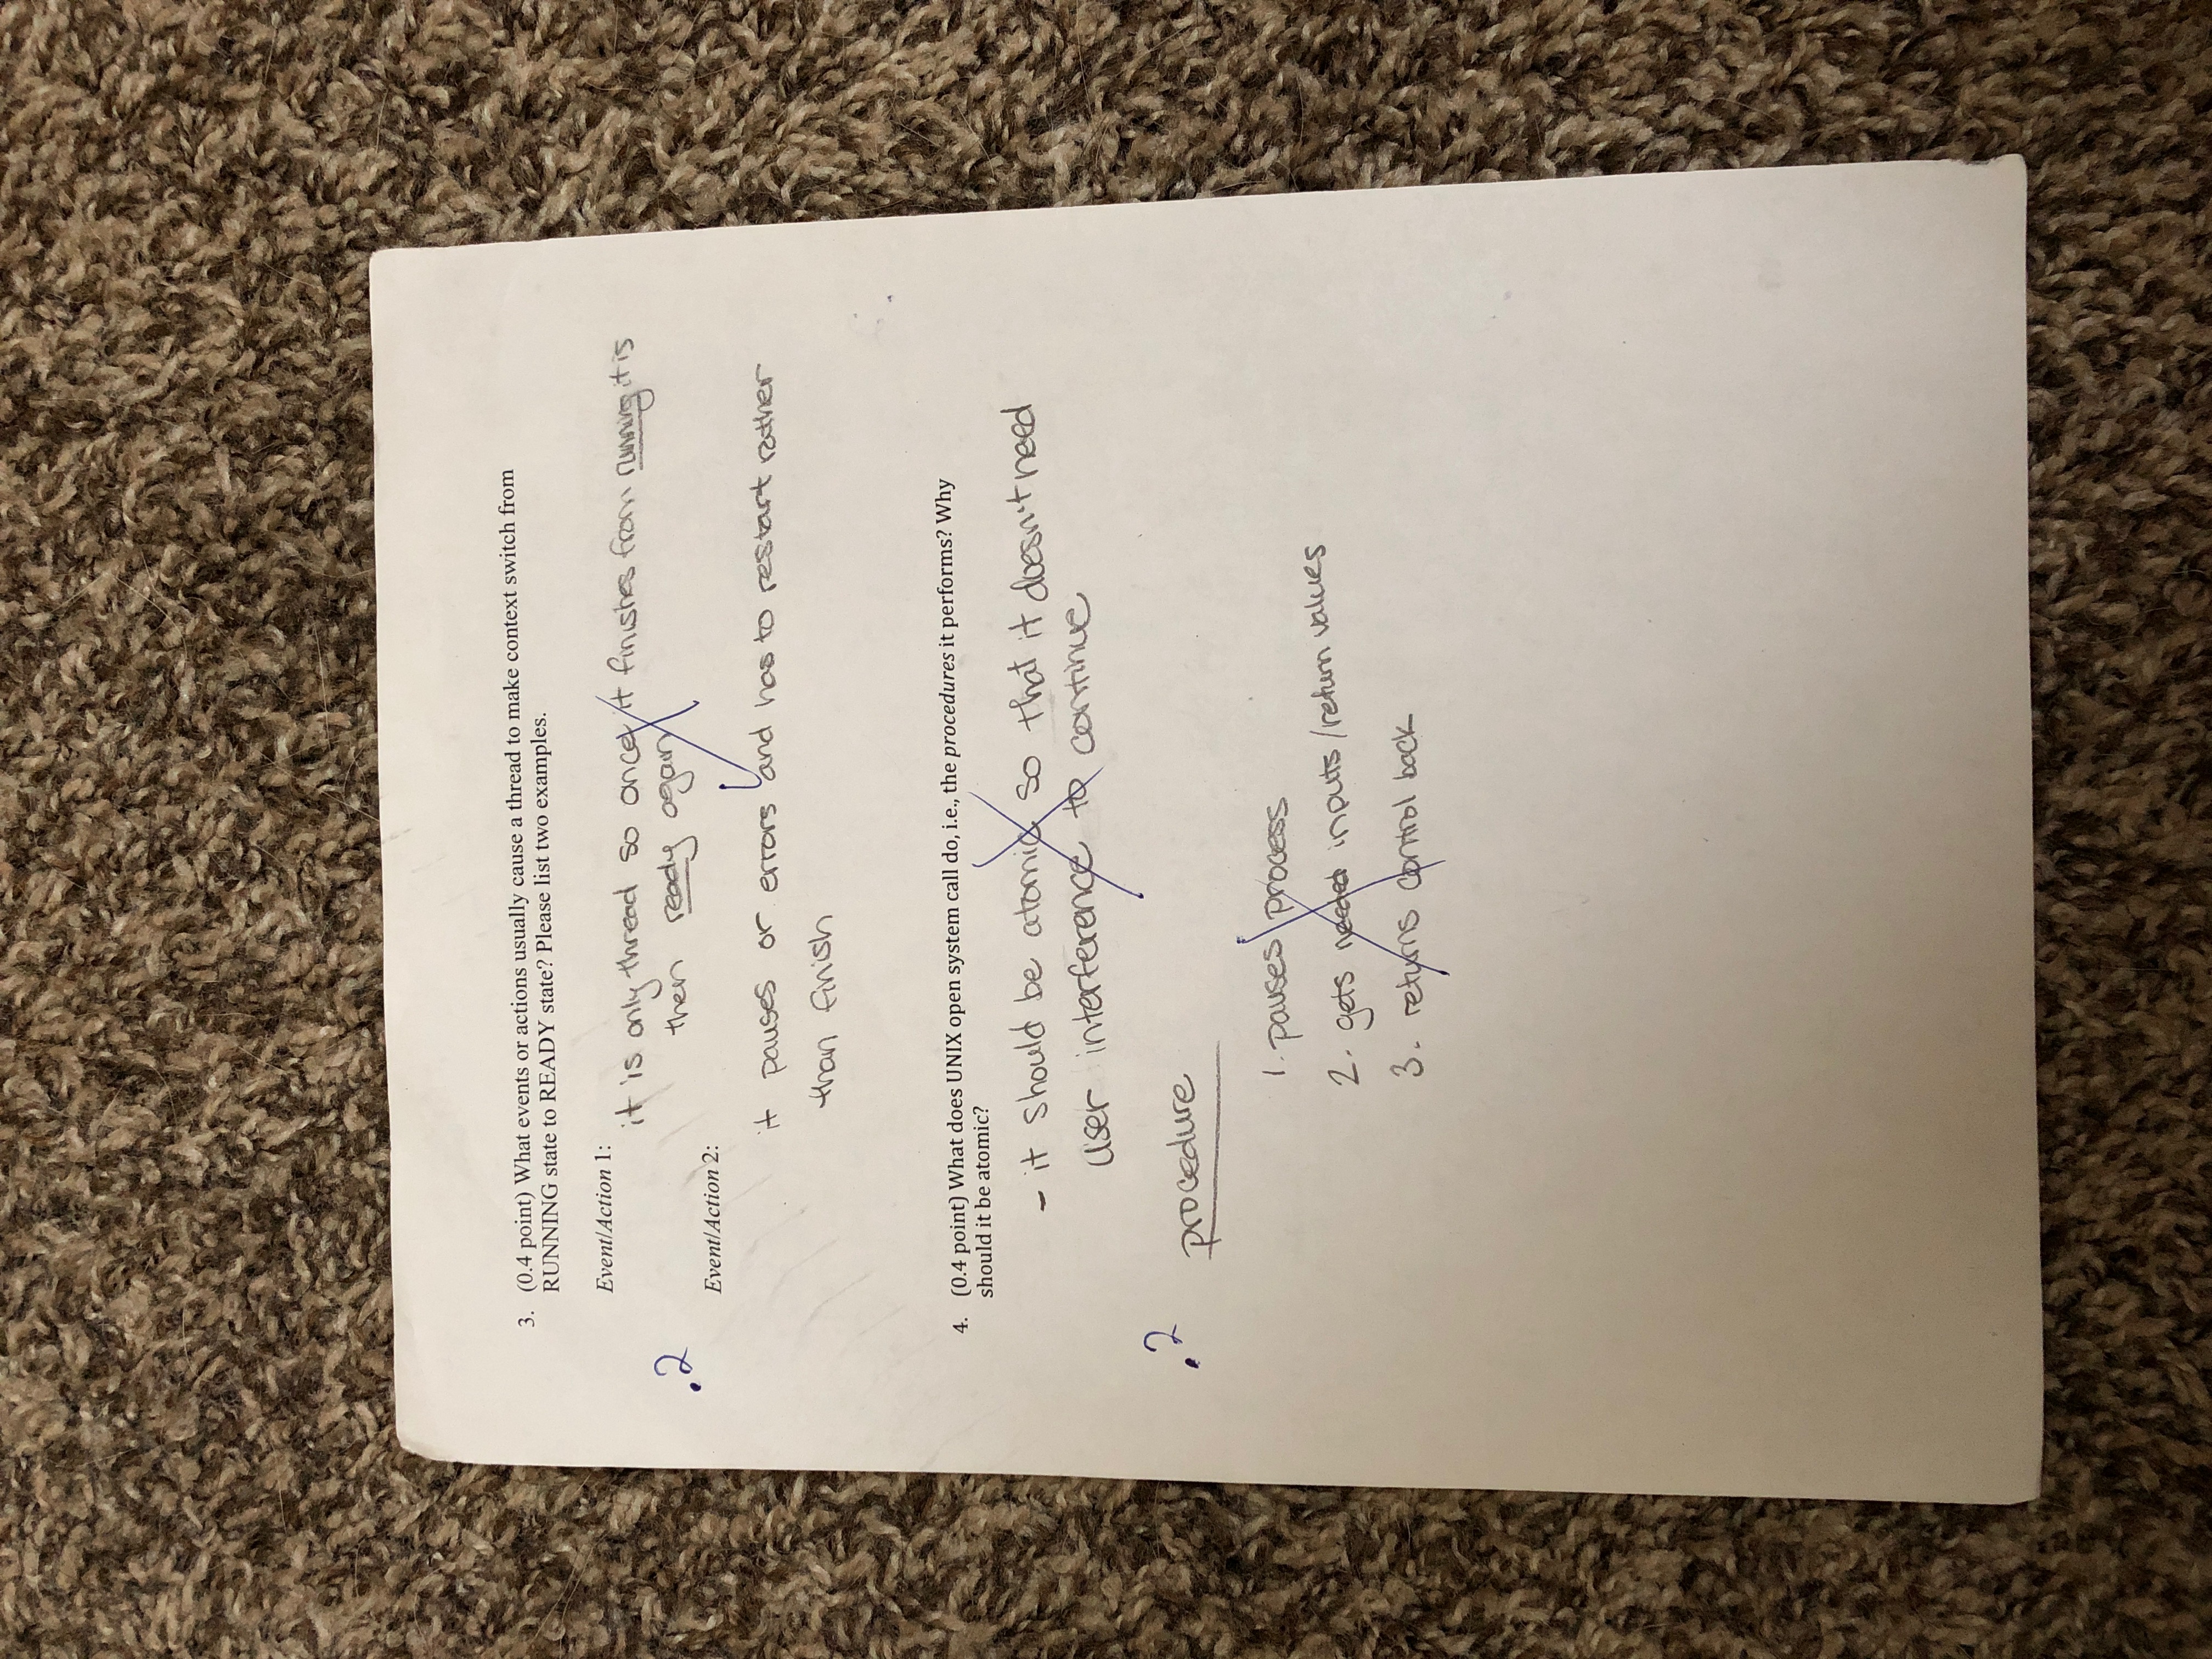 3. (0.4 point) What events or actions usually cause a thread to make context switch from
RUNNING state to READY state? Please list two examples.
Event/Action 1:
it is only thread so once it finishes from running it is
then ready again
.2
Event/Action 2:
it pauses or errors and has to restart rather
than finish
4. (0.4 point) What does UNIX open system call do, i.e., the procedures it performs? Why
should it be atomic?
- it should be atomic so that it doesn't need
user interference to continue
.2
procedure
1. pauses process
2. gets needed inputs/return values
3. returns control back